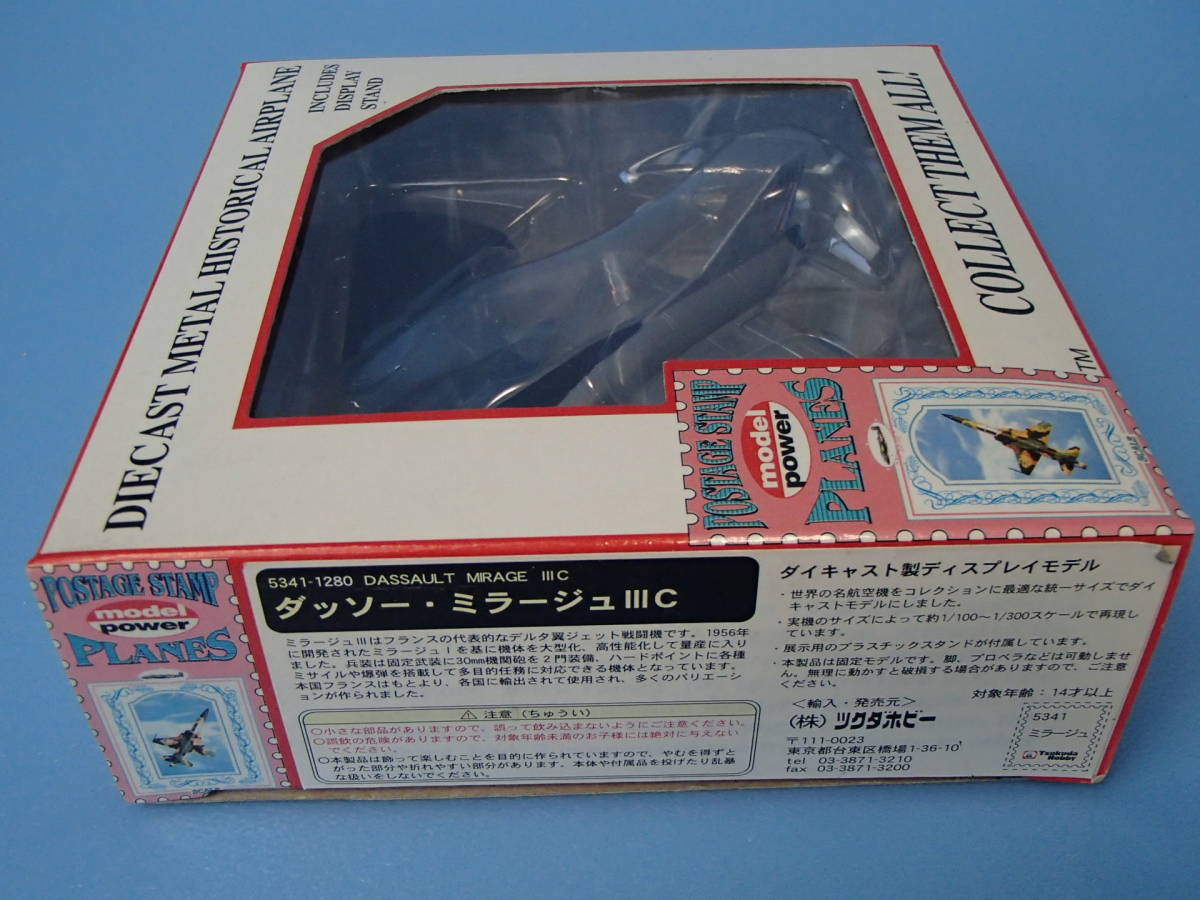 DIECAST METAL HISTORICAL AIRPLANE
INCLUDES
DISPLAY
STAND
COLLECT THEM ALL!
TM
POSTAGE STAMP
model
power
PLANES
POSTAGE STAMP
model
power
PLANES
5341-1280 DASSAULT MIRAGE ⅢC
ダッソー・ミラージュⅢC
ミラージュⅢはフランスの代表的なデルタ翼ジェット戦闘機です。1956年
に開発されたミラージュⅠを基に機体を大型化、高性能化して量産に入り
ました。兵装は固定武装に30mm機関砲を2門装備、ハードポイントに各種
ミサイルや爆弾を搭載して多目的任務に対応できる機体となっています。
本国フランスはもとより、各国に輸出されて使用され、多くのバリエーシ
ョンが作られました。
⚠ 注意(ちゅうい)
○小さな部品がありますので、誤って飲み込まないようにご注意ください。
○誤飲の危険がありますので、対象年齢未満のお子様には絶対に与えない
でください。
○本製品は飾って楽しむことを目的に作られていますので、やむを得ずと
がった部分や折れやすい部分があります。本体や付属品を投げたり乱暴
な扱いをしないでください。
ダイキャスト製ディスプレイモデル
・世界の名航空機をコレクションに最適な統一サイズでダイ
キャストモデルにしました。
・実機のサイズによって約1/100〜1/300スケールで再現し
ています。
・展示用のプラスチックスタンドが付属しています。
・本製品は固定モデルです。脚、プロペラなどは可動しませ
ん。無理に動かすと破損する場合がありますので、ご注意
ください。
対象年齢:14才以上
<輸入・発売元>
(株)ツクダホビー
〒111-0023
東京都台東区橋場1-36-10
tel 03-3871-3210
fax 03-3871-3200
5341
ミラージュ
Tsukuda
Hobby